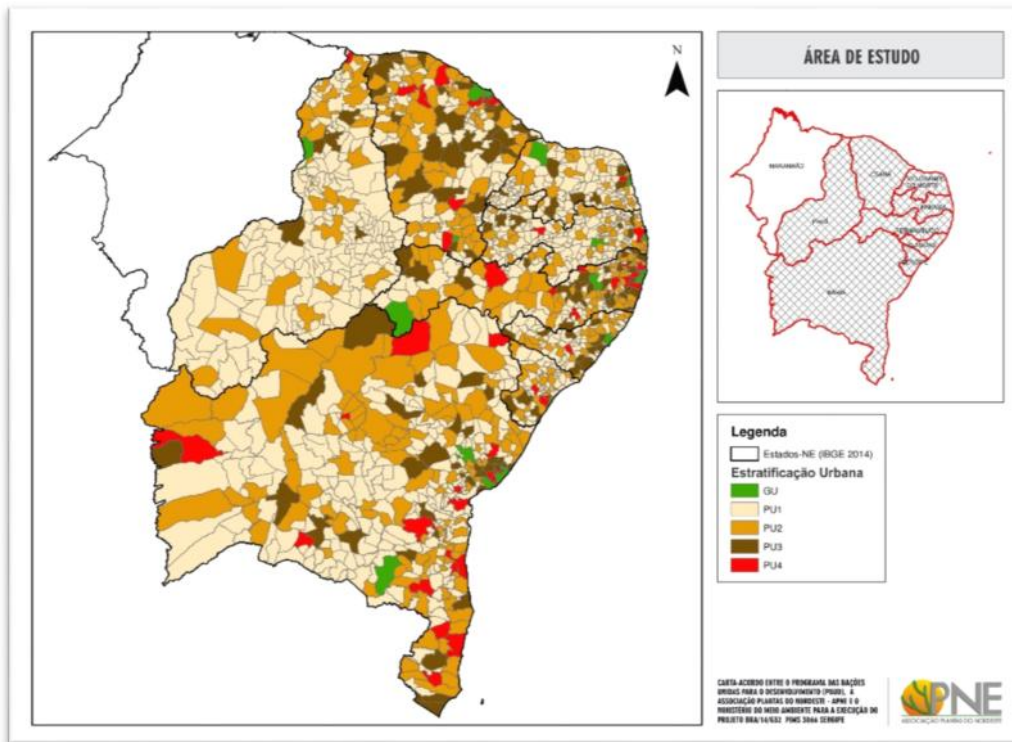 N
ÁREA DE ESTUDO
MARANHÃO
CEARÁ
PIAUÍ
BAHIA
Legenda
Estados-NE (IBGE 2014)
Estratificação Urbana
GU
PU1
PU2
PU3
PU4
CARTA-ACORDO ENTRE O PROGRAMA DAS NAÇÕES
UNIDAS PARA O DESENVOLVIMENTO (PNUD), A
ASSOCIAÇÃO PLANTAS DO NORDESTE - APNE E O
MINISTÉRIO DO MEIO AMBIENTE PARA A EXECUÇÃO DO
PROJETO BRA/14/G32 PIMS 3066 SERGIPE
APNE
ASSOCIAÇÃO PLANTAS DO NORDESTE